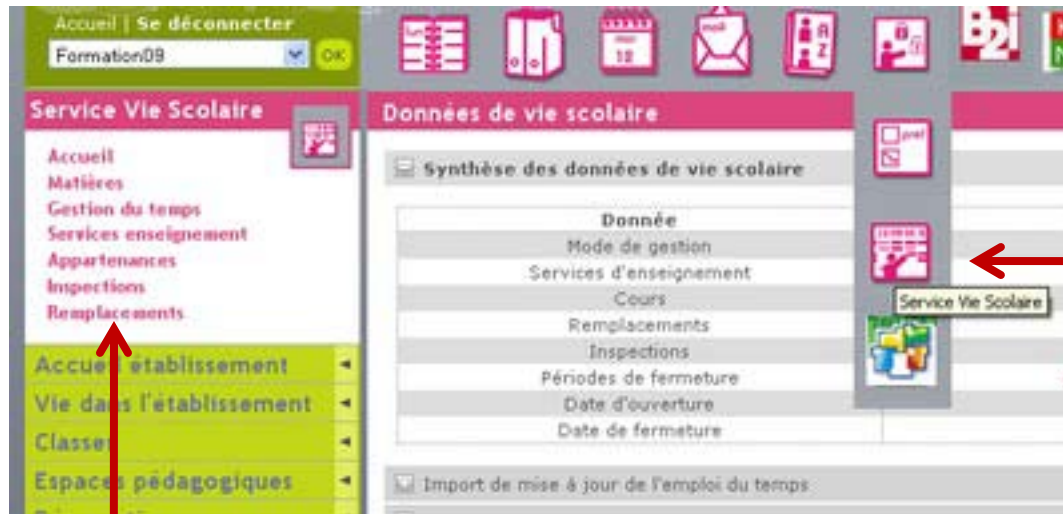 Accueil | Se déconnecter
Formation09
OK
mail
12
A
Z
B2i
Service Vie Scolaire
Accueil
Matières
Gestion du temps
Services enseignement
Appartenances
Inspections
Remplacements
Accueil établissement
Vie dans l'établissement
Classes
Espaces pédagogiques
Données de vie scolaire
Synthèse des données de vie scolaire
Donnée
Mode de gestion
Services d'enseignement
Cours
Remplacements
Inspections
Périodes de fermeture
Date d'ouverture
Date de fermeture
Import de mise à jour de l'emploi du temps
pref
Service Vie Scolaire